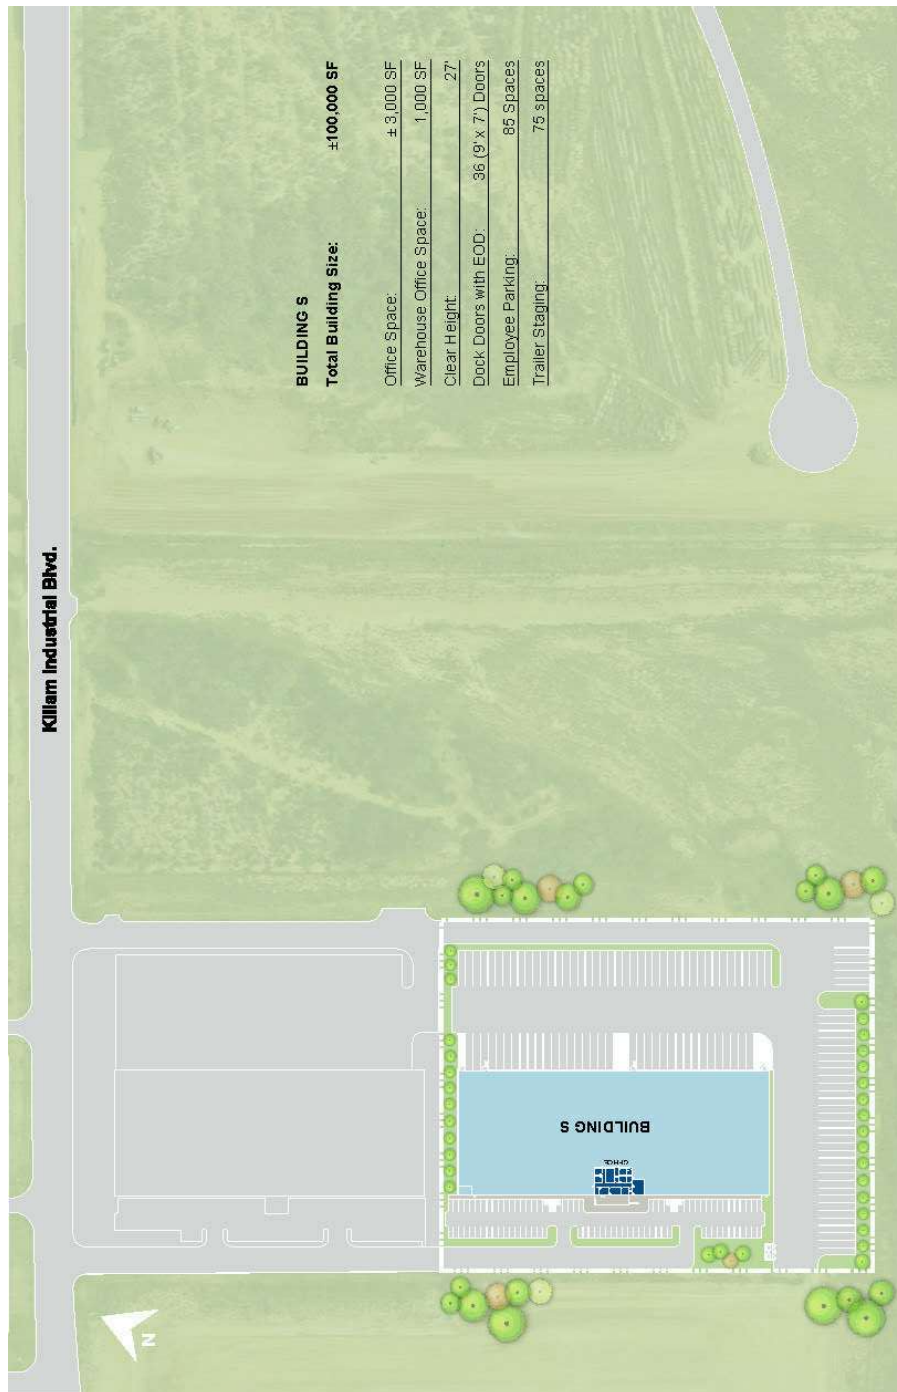 BUILDING S
Total Building Size: ±100,000 SF
Office Space: ± 3,000 SF
Warehouse Office Space: 1,000 SF
Clear Height: 27'
Dock Doors with EOD: 36 (9' x 7') Doors
Employee Parking: 85 Spaces
Trailer Staging: 75 spaces
Killam Industrial Blvd.
BUILDING S
OFFICE
N